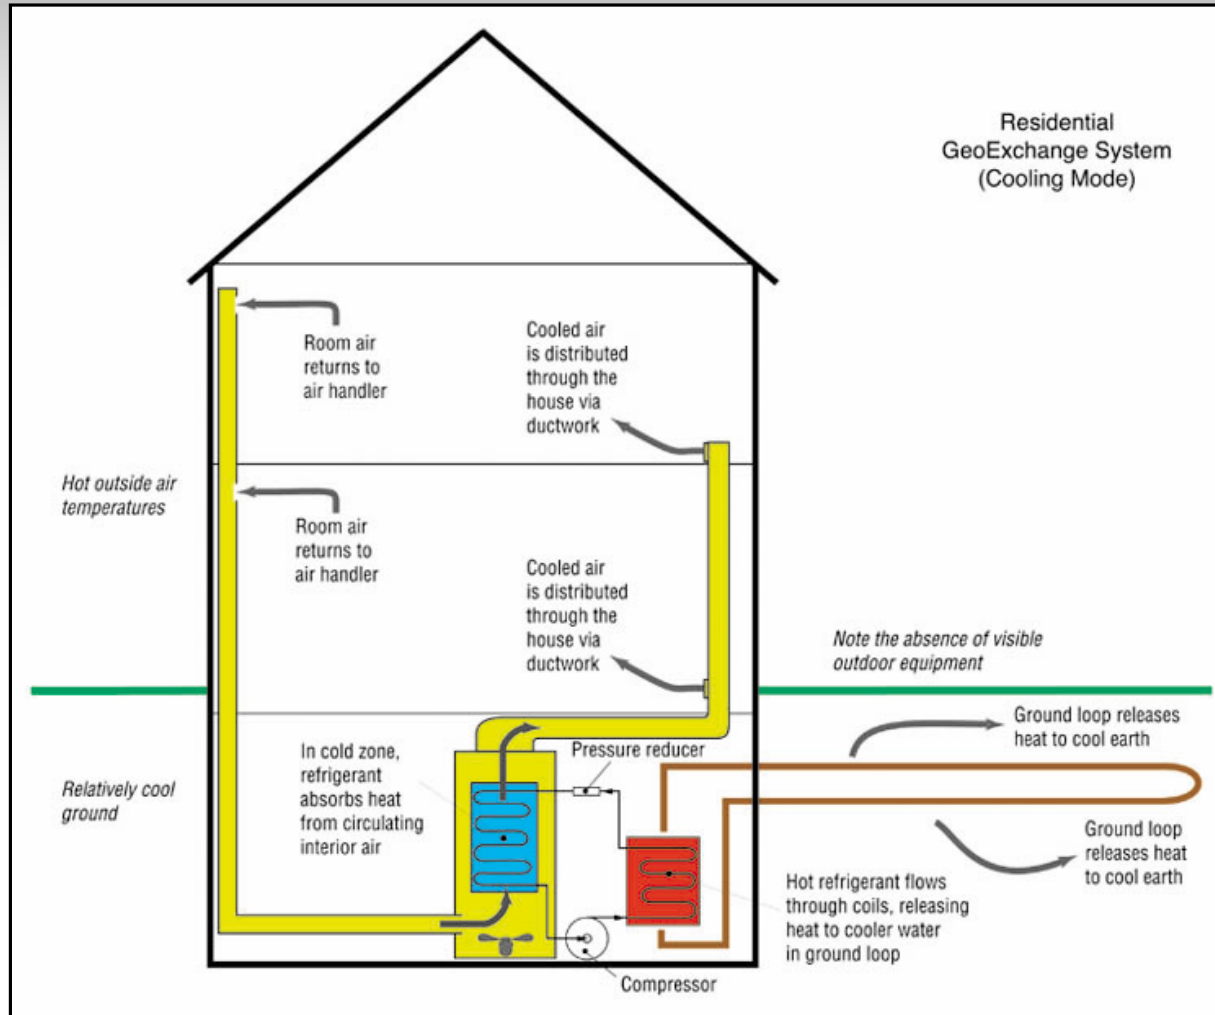 Residential
GeoExchange System
(Cooling Mode)
Room air
returns to
air handler
Cooled air
is distributed
through the
house via
ductwork
Hot outside air
temperatures
Room air
returns to
air handler
Cooled air
is distributed
through the
house via
ductwork
Note the absence of visible
outdoor equipment
Ground loop releases
heat to cool earth
In cold zone,
refrigerant
absorbs heat
from circulating
interior air
Pressure reducer
Relatively cool
ground
Ground loop
releases heat
to cool earth
Hot refrigerant flows
through coils, releasing
heat to cooler water
in ground loop
Compressor